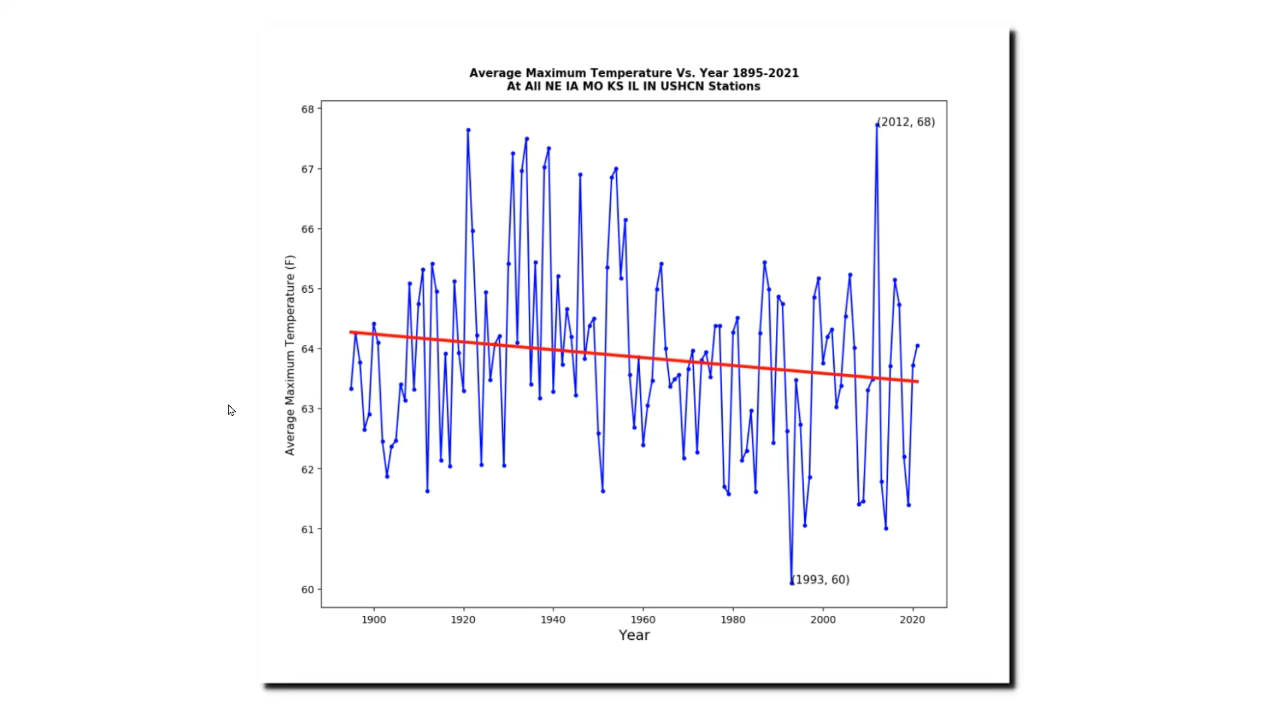 Average Maximum Temperature Vs. Year 1895-2021
At All NE IA MO KS IL IN USHCN Stations
68
(2012, 68)
67
66
65
64
63
62
61
60
Average Maximum Temperature (F)
(1993, 60)
1900 1920 1940 1960 1980 2000 2020
Year